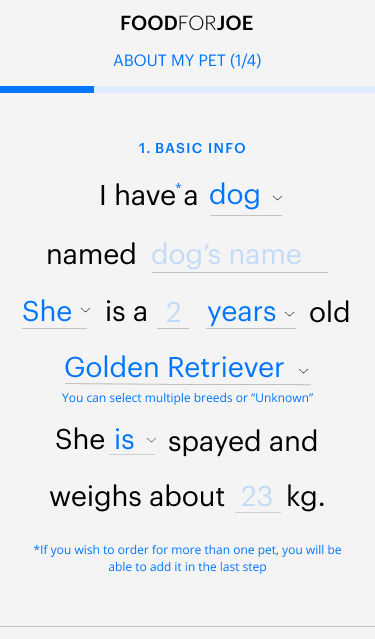 FOODFORJOE
ABOUT MY PET (1/4)
1. BASIC INFO
I have* a dog
named dog’s name
She is a 2 years old
Golden Retriever
You can select multiple breeds or “Unknown”
She is spayed and
weighs about 23 kg.
*If you wish to order for more than one pet, you will be
able to add it in the last step